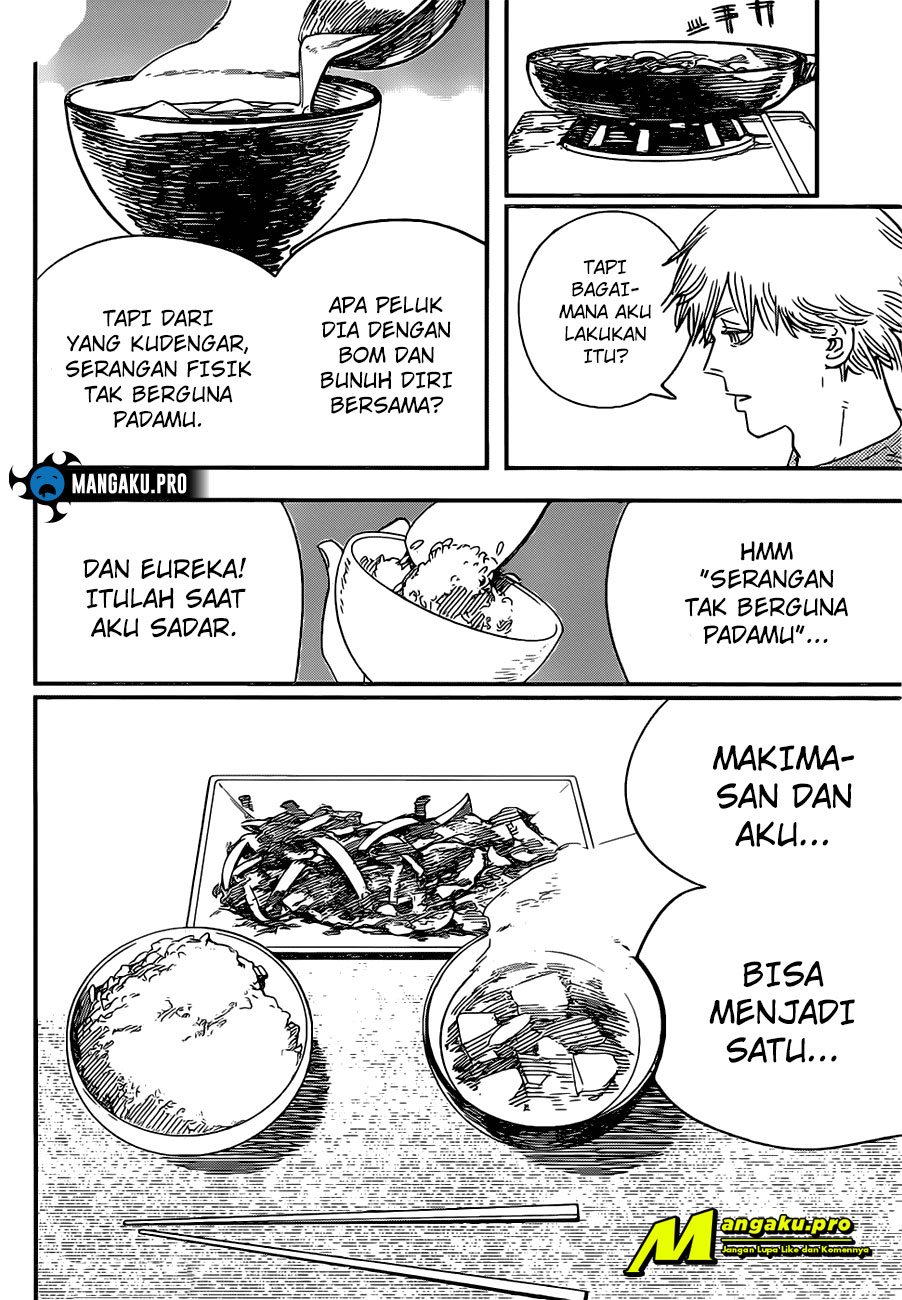 TAPI
BAGAI-
MANA AKU
LAKUKAN
ITU?
APA PELUK
DIA DENGAN
BOM DAN
BUNUH DIRI
BERSAMA?
TAPI DARI
YANG KUDENGAR,
SERANGAN FISIK
TAK BERGUNA
PADAMU.
MANGAKU.PRO
HMM
"SERANGAN
TAK BERGUNA
PADAMU"...
DAN EUREKA!
ITULAH SAAT
AKU SADAR.
MAKIMA-
SAN DAN
AKU...
BISA
MENJADI
SATU...
Mangaku.pro
Jangan Lupa Like dan Komennya